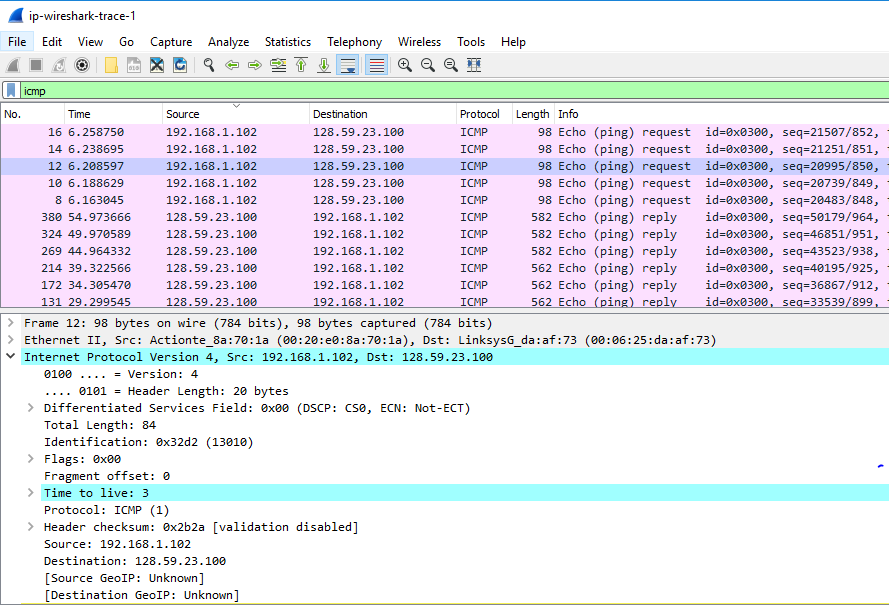 ip-wireshark-trace-1
File Edit View Go Capture Analyze Statistics Telephony Wireless Tools Help
icmp
No. Time Source Destination Protocol Length Info
16 6.258750 192.168.1.102 128.59.23.100 ICMP 98 Echo (ping) request id=0x0300, seq=21507/852,
14 6.238695 192.168.1.102 128.59.23.100 ICMP 98 Echo (ping) request id=0x0300, seq=21251/851,
12 6.208597 192.168.1.102 128.59.23.100 ICMP 98 Echo (ping) request id=0x0300, seq=20995/850,
10 6.188629 192.168.1.102 128.59.23.100 ICMP 98 Echo (ping) request id=0x0300, seq=20739/849,
8 6.163045 192.168.1.102 128.59.23.100 ICMP 98 Echo (ping) request id=0x0300, seq=20483/848,
380 54.973666 128.59.23.100 192.168.1.102 ICMP 582 Echo (ping) reply id=0x0300, seq=50179/964,
324 49.970589 128.59.23.100 192.168.1.102 ICMP 582 Echo (ping) reply id=0x0300, seq=46851/951,
269 44.964332 128.59.23.100 192.168.1.102 ICMP 582 Echo (ping) reply id=0x0300, seq=43523/938,
214 39.322566 128.59.23.100 192.168.1.102 ICMP 562 Echo (ping) reply id=0x0300, seq=40195/925,
172 34.305470 128.59.23.100 192.168.1.102 ICMP 562 Echo (ping) reply id=0x0300, seq=36867/912,
131 29.299545 128.59.23.100 192.168.1.102 ICMP 562 Echo (ping) reply id=0x0300, seq=33539/899,
Frame 12: 98 bytes on wire (784 bits), 98 bytes captured (784 bits)
Ethernet II, Src: Actionte_8a:70:1a (00:20:e0:8a:70:1a), Dst: LinksysG_da:af:73 (00:06:25:da:af:73)
Internet Protocol Version 4, Src: 192.168.1.102, Dst: 128.59.23.100
0100 .... = Version: 4
.... 0101 = Header Length: 20 bytes
Differentiated Services Field: 0x00 (DSCP: CS0, ECN: Not-ECT)
Total Length: 84
Identification: 0x32d2 (13010)
Flags: 0x00
Fragment offset: 0
Time to live: 3
Protocol: ICMP (1)
Header checksum: 0x2b2a [validation disabled]
Source: 192.168.1.102
Destination: 128.59.23.100
[Source GeoIP: Unknown]
[Destination GeoIP: Unknown]